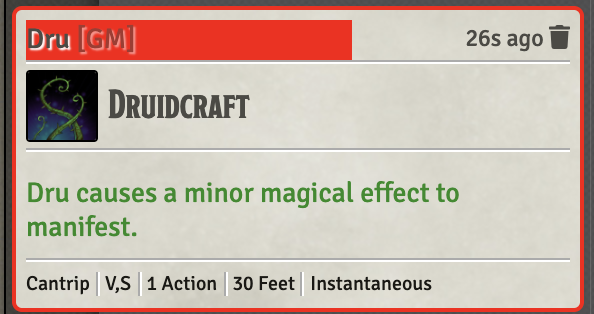 Dru [GM]
26s ago
Druidcraft
Dru causes a minor magical effect to
manifest.
Cantrip | V,S | 1 Action | 30 Feet | Instantaneous